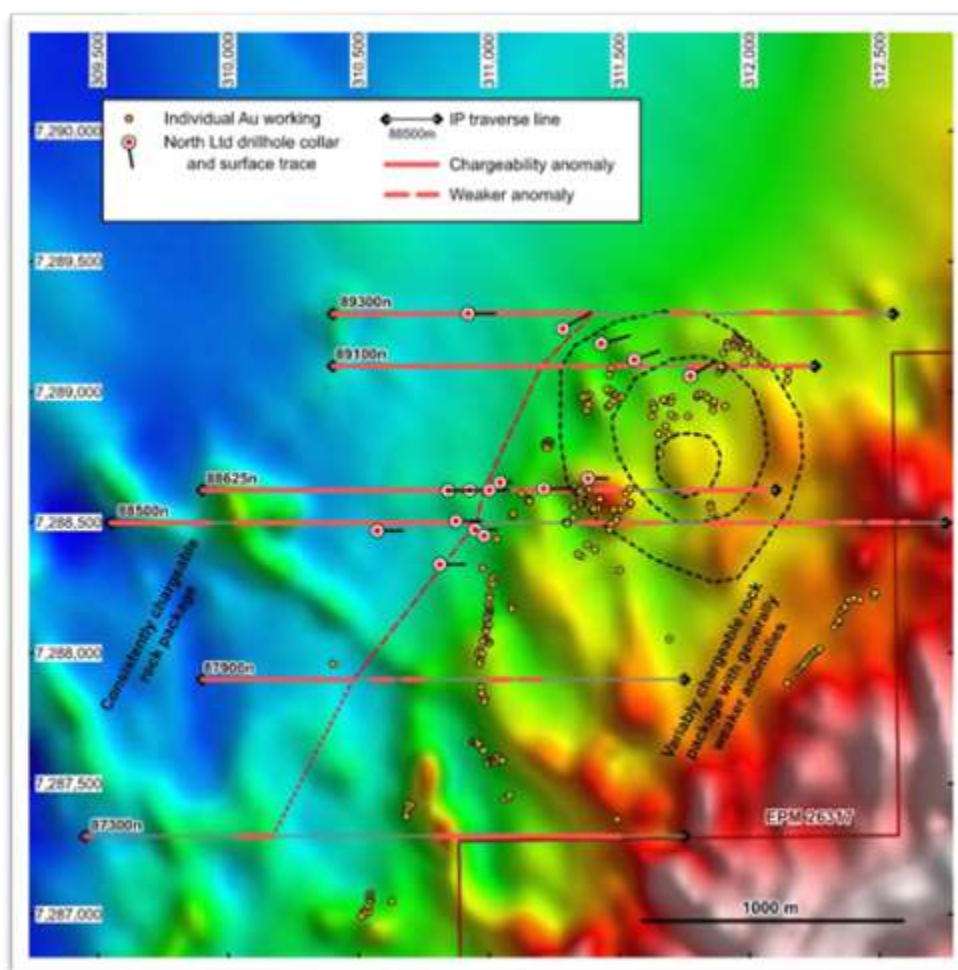 309,500
310,000
310,500
311,000
311,500
312,000
312,500
7,290,000
7,289,500
7,289,000
7,288,500
7,288,000
7,287,500
7,287,000
Individual Au working
North Ltd drillhole collar
and surface trace
IP traverse line
88500m
Chargeability anomaly
Weaker anomaly
89300n
89100n
88625n
88500n
87900n
87300n
Consistently chargeable
rock package
Variably chargeable rock
package with generally
weaker anomalies
EPM 26317
1000 m